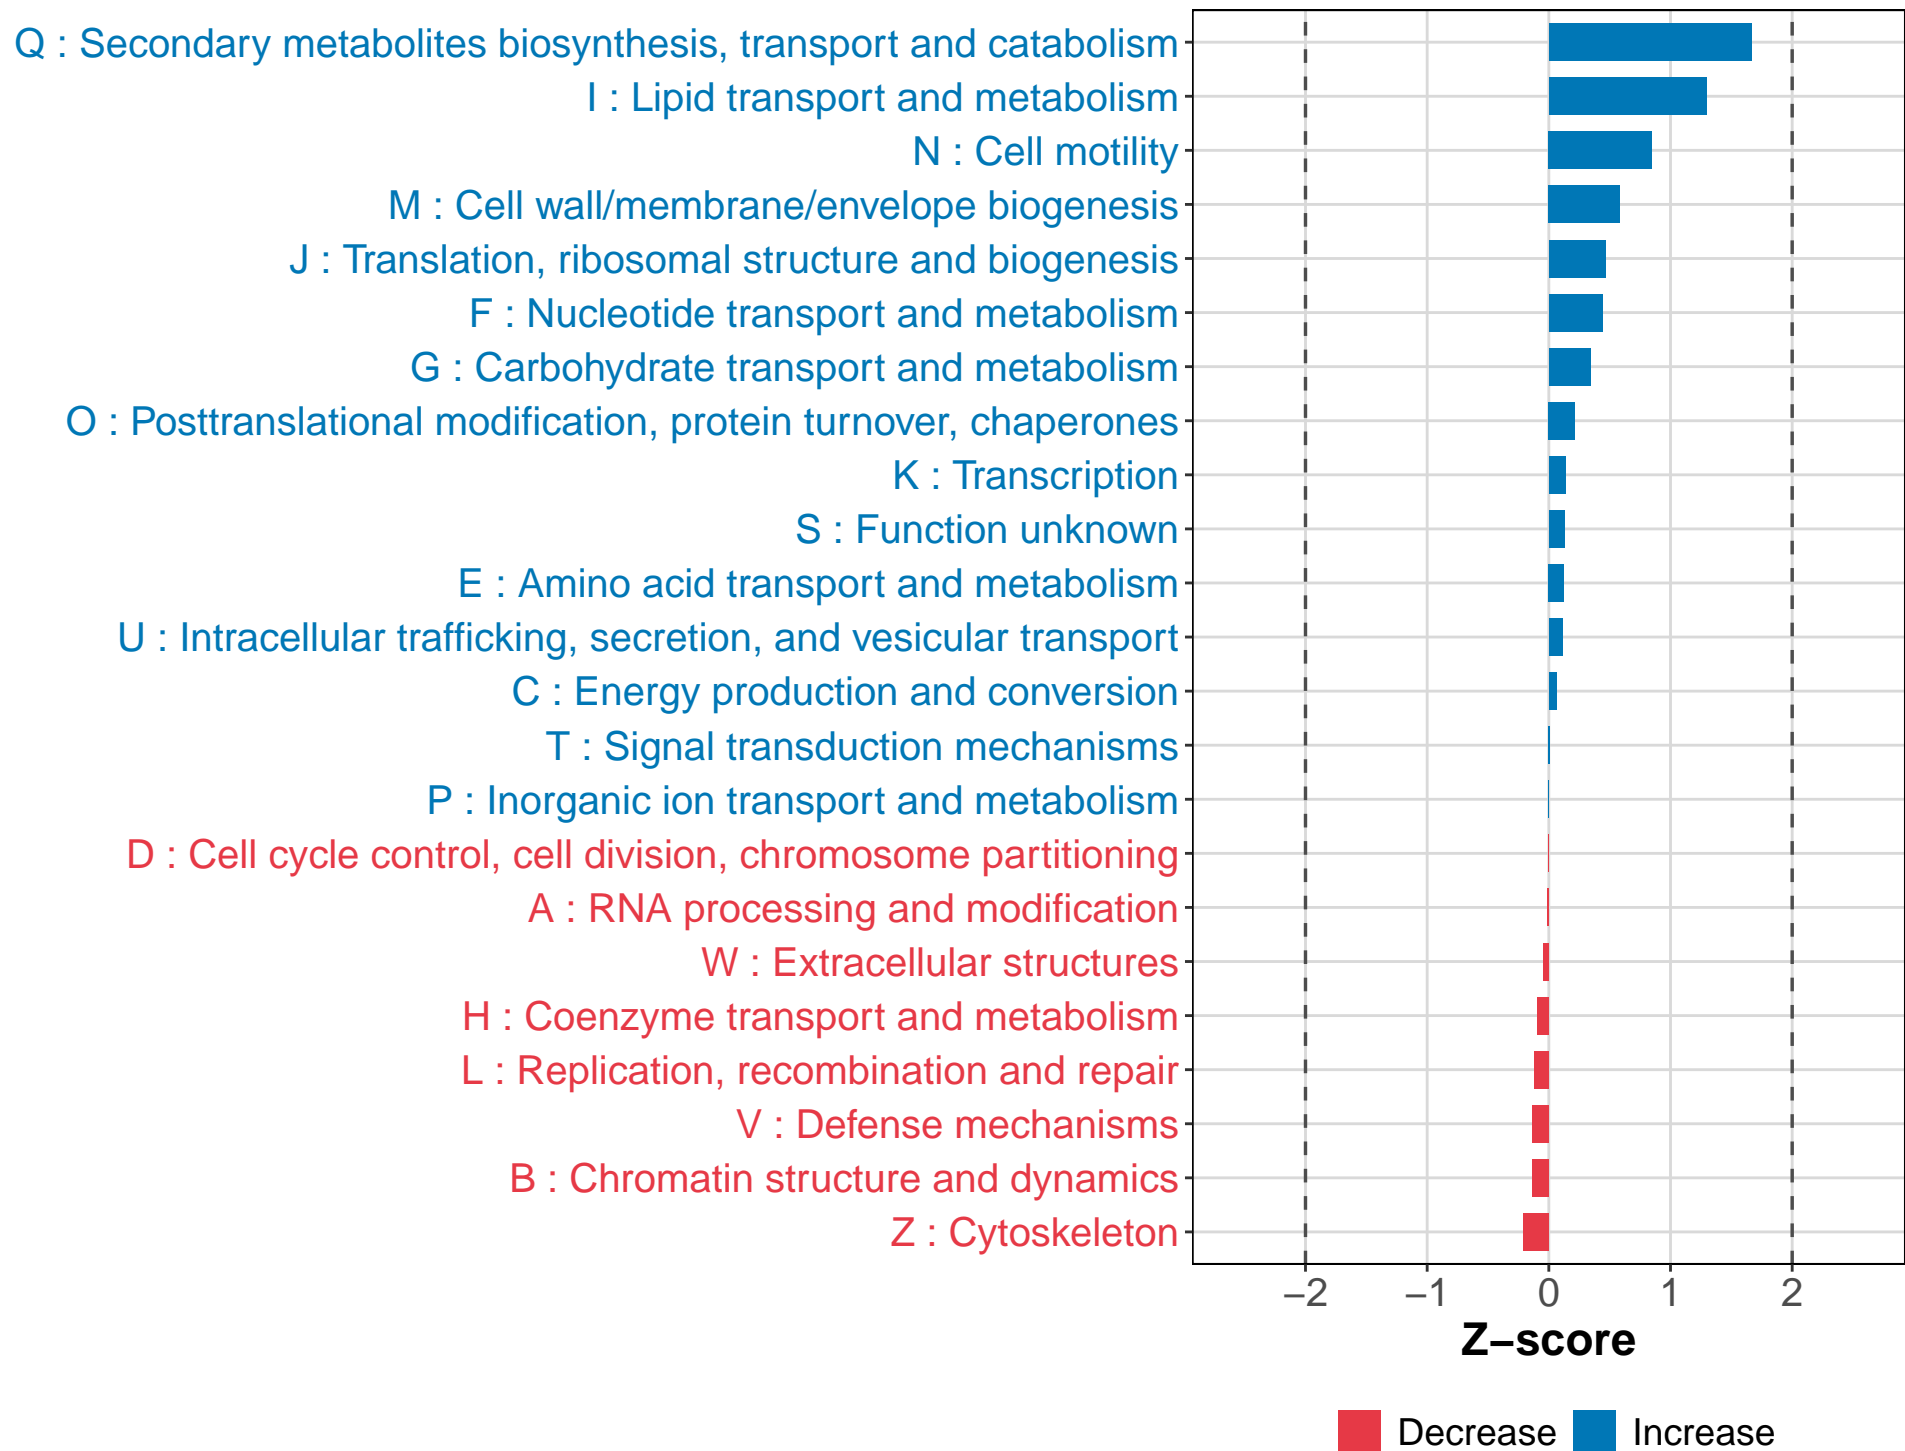 Q : Secondary metabolites biosynthesis, transport and catabolism
I : Lipid transport and metabolism
N : Cell motility
M : Cell wall/membrane/envelope biogenesis
J : Translation, ribosomal structure and biogenesis
F : Nucleotide transport and metabolism
G : Carbohydrate transport and metabolism
O : Posttranslational modification, protein turnover, chaperones
K : Transcription
S : Function unknown
E : Amino acid transport and metabolism
U : Intracellular trafficking, secretion, and vesicular transport
C : Energy production and conversion
T : Signal transduction mechanisms
P : Inorganic ion transport and metabolism
D : Cell cycle control, cell division, chromosome partitioning
A : RNA processing and modification
W : Extracellular structures
H : Coenzyme transport and metabolism
L : Replication, recombination and repair
V : Defense mechanisms
B : Chromatin structure and dynamics
Z : Cytoskeleton
−2 −1 0 1 2
Z−score
Decrease Increase